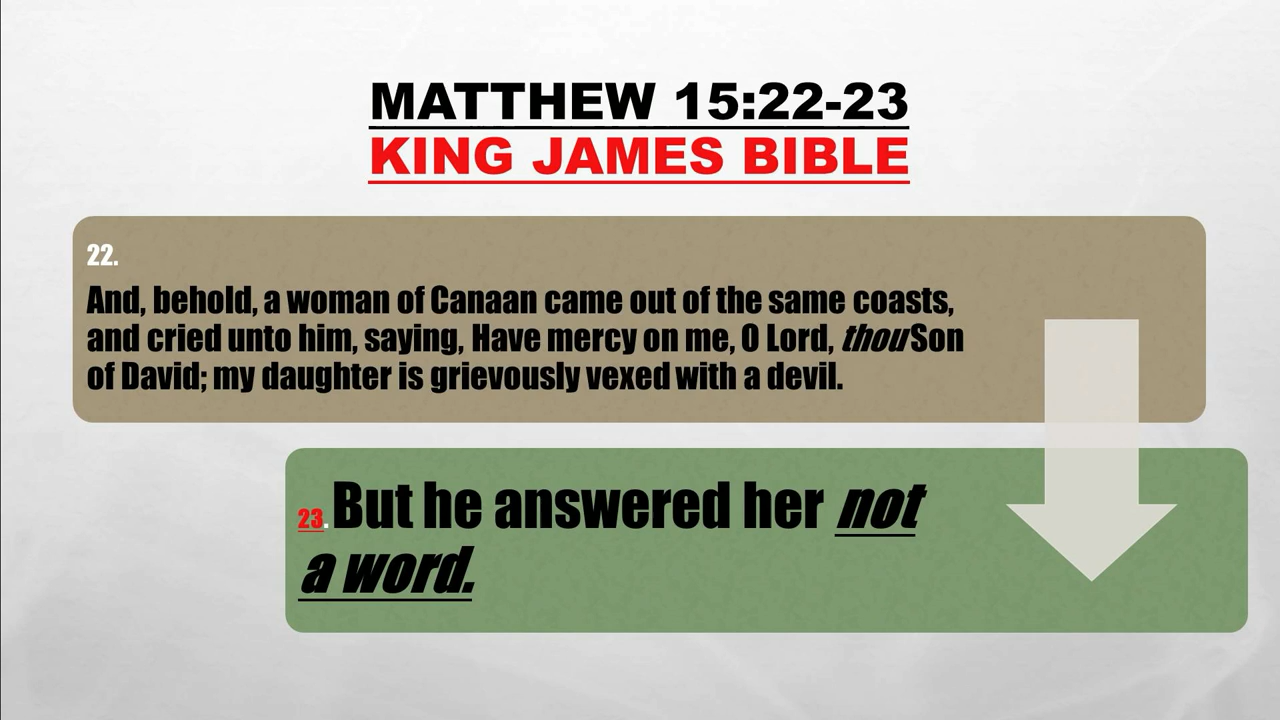 MATTHEW 15:22-23
KING JAMES BIBLE
22.
And, behold, a woman of Canaan came out of the same coasts,
and cried unto him, saying, Have mercy on me, O Lord, thou Son
of David; my daughter is grievously vexed with a devil.
23. But he answered her not
a word.